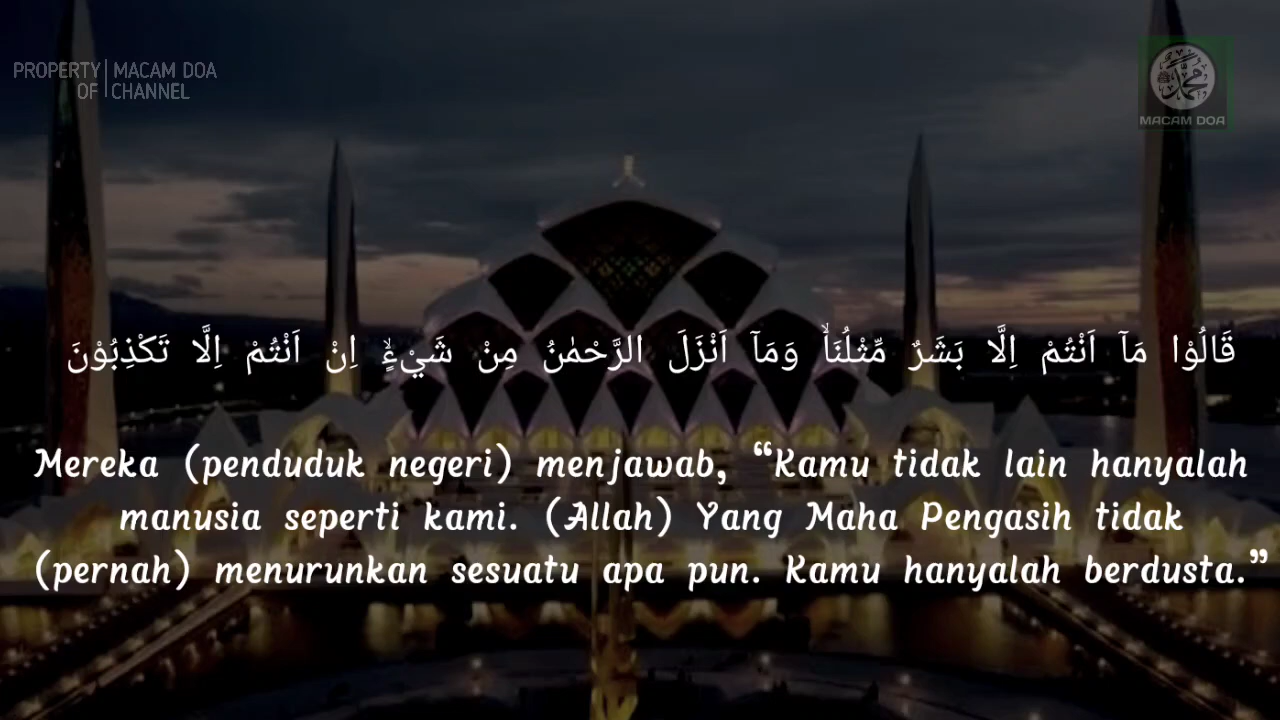 PROPERTY | MACAM DOA
OF | CHANNEL
MACAM DOA
قَالُوْا مَآ اَنْتُمْ اِلَّا بَشَرٌ مِّثْلُنَاۙ وَمَآ اَنْزَلَ الرَّحْمٰنُ مِنْ شَيْءٍۙ اِنْ اَنْتُمْ اِلَّا تَكْذِبُوْنَ
Mereka (penduduk negeri) menjawab, “Kamu tidak lain hanyalah
manusia seperti kami. (Allah) Yang Maha Pengasih tidak
(pernah) menurunkan sesuatu apa pun. Kamu hanyalah berdusta.”